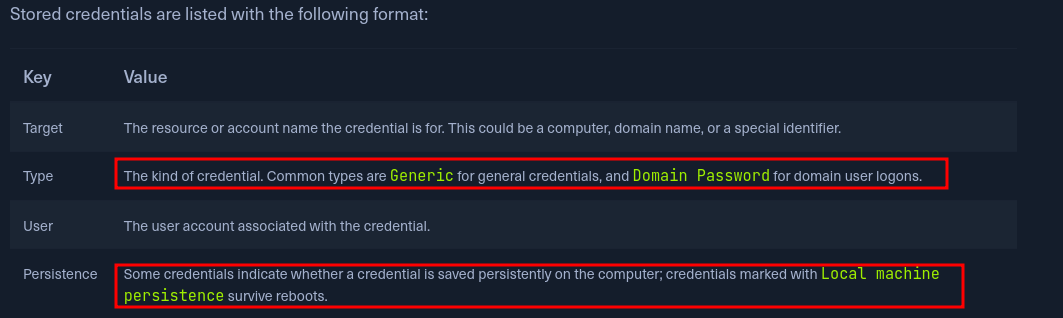 Stored credentials are listed with the following format:
Key Value
Target The resource or account name the credential is for. This could be a computer, domain name, or a special identifier.
Type The kind of credential. Common types are Generic for general credentials, and Domain Password for domain user logons.
User The user account associated with the credential.
Persistence Some credentials indicate whether a credential is saved persistently on the computer; credentials marked with Local machine
persistence survive reboots.